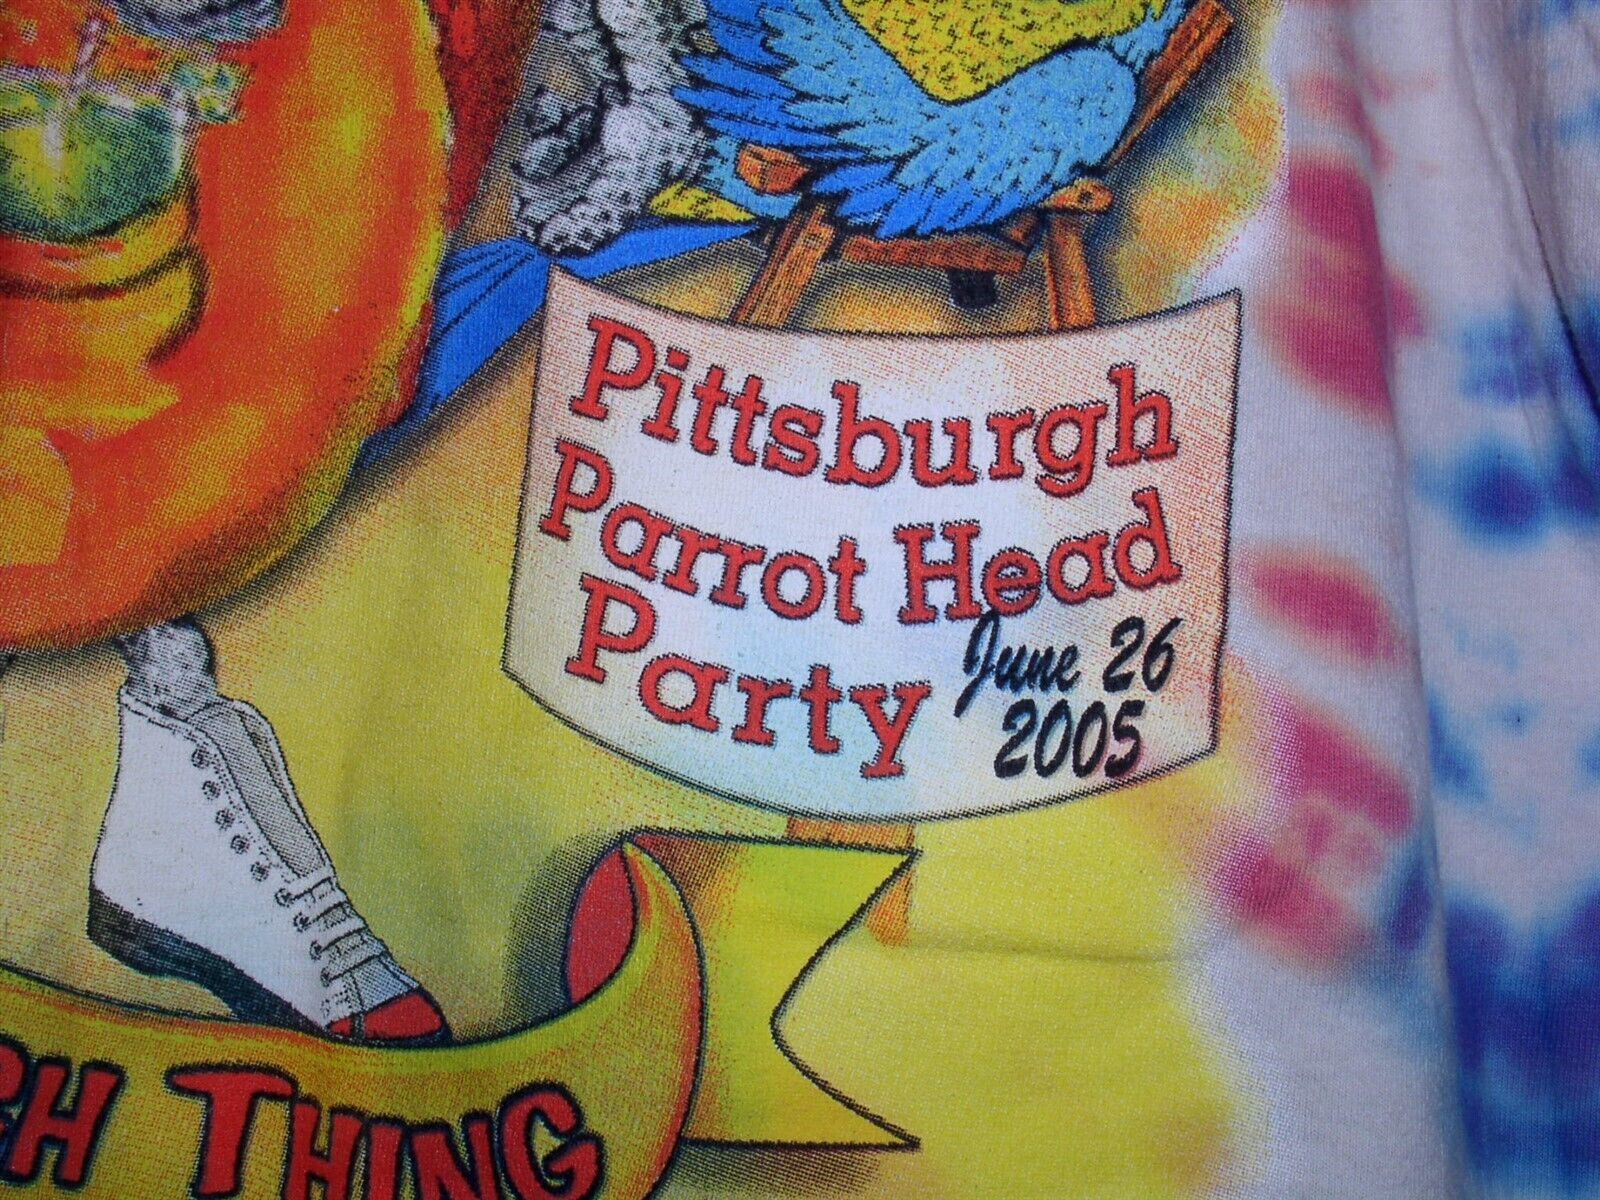 Pittsburgh
Parrot Head
Party
June 26
2005
THING